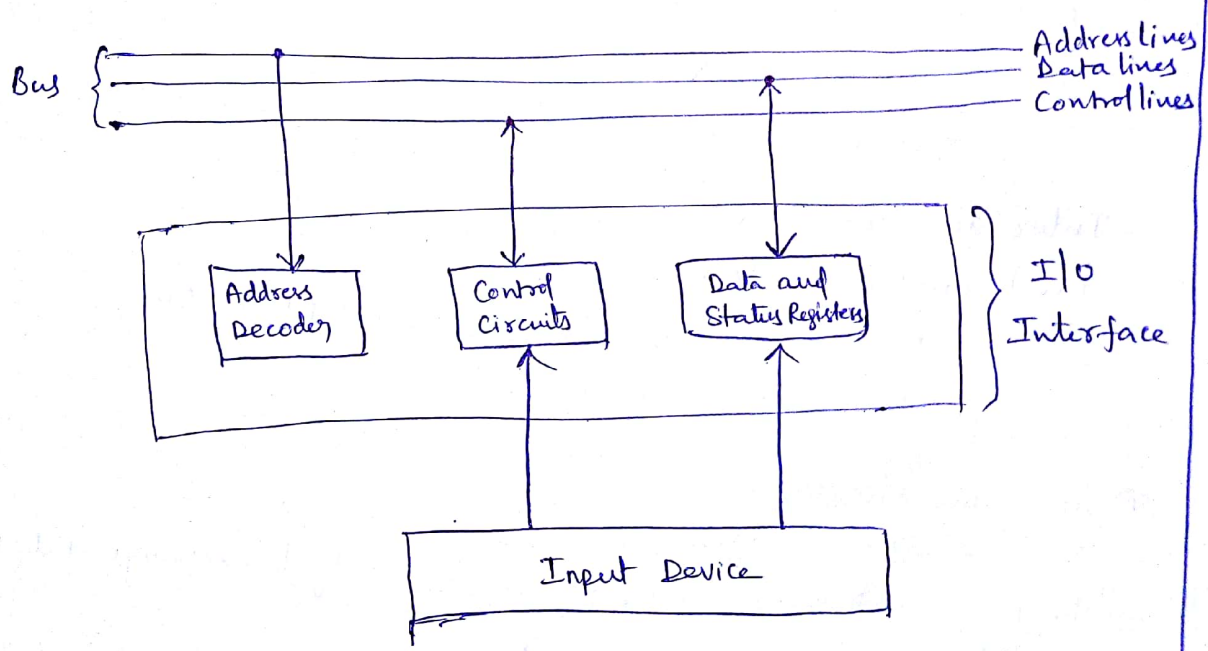 Bus
Address lines
Data lines
Control lines
Address
Decoder
Control
Circuits
Data and
Status Registers
I/O
Interface
Input Device